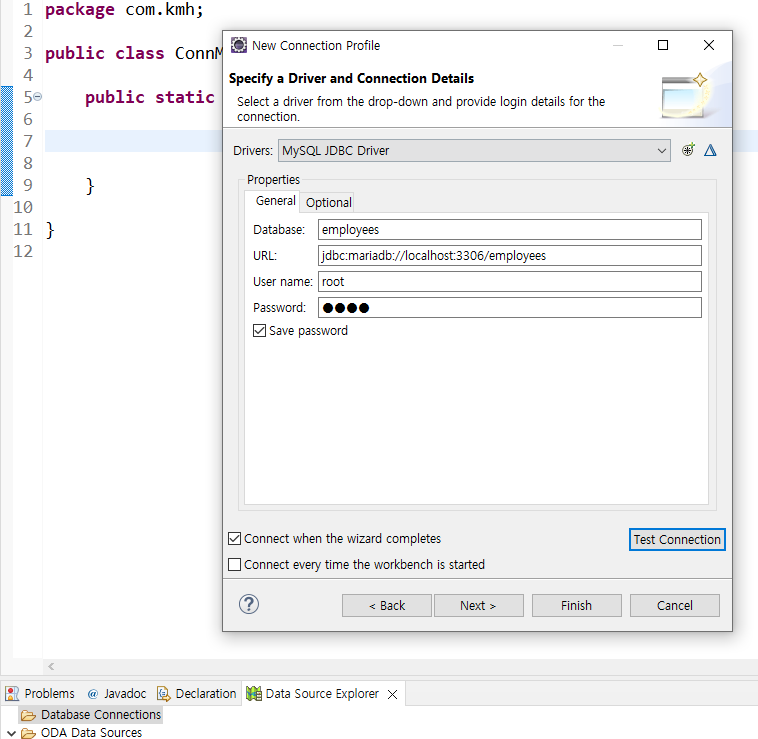 1 package com.kmh;
2
3 public class ConnM
4
5 public static
6
7
8
9 }
10
11 }
12
New Connection Profile
Specify a Driver and Connection Details
Select a driver from the drop-down and provide login details for the
connection.
Drivers: MySQL JDBC Driver
Properties
General Optional
Database: employees
URL: jdbc:mariadb://localhost:3306/employees
User name: root
Password: ●●●●
Save password
Connect when the wizard completes
Test Connection
Connect every time the workbench is started
? < Back Next > Finish Cancel
Problems @ Javadoc Declaration Data Source Explorer
Database Connections
ODA Data Sources